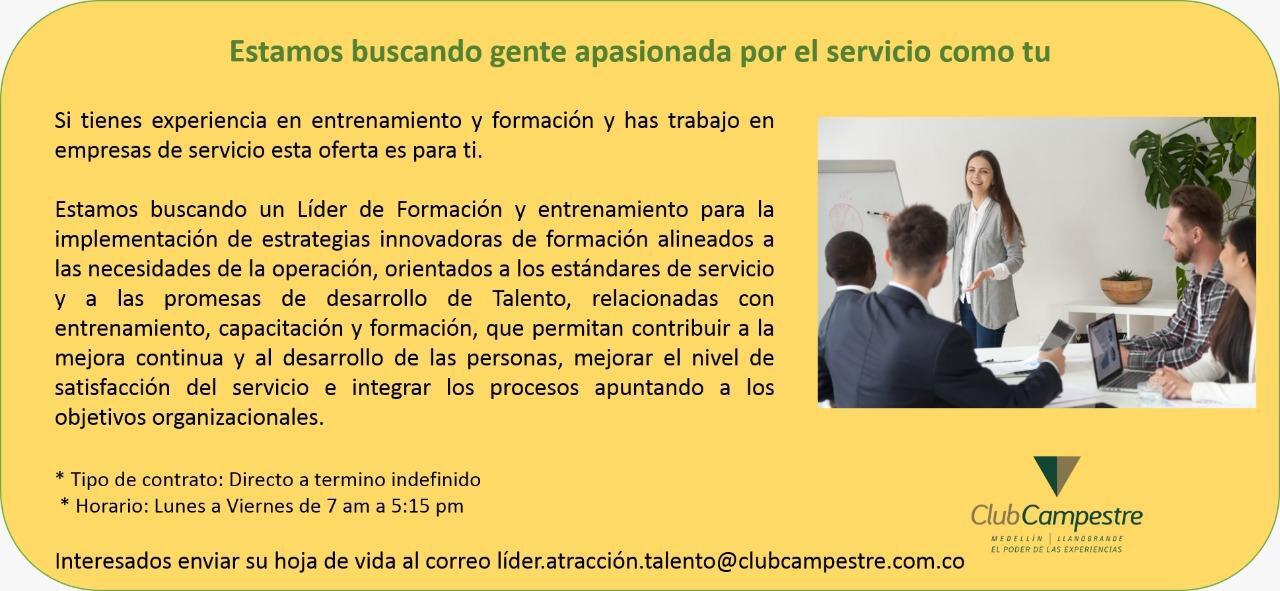 Estamos buscando gente apasionada por el servicio como tu
Si tienes experiencia en entrenamiento y formación y has trabajo en
empresas de servicio esta oferta es para ti.
Estamos buscando un Líder de Formación y entrenamiento para la
implementación de estrategias innovadoras de formación alineados a
las necesidades de la operación, orientados a los estándares de servicio
y a las promesas de desarrollo de Talento, relacionadas con
entrenamiento, capacitación y formación, que permitan contribuir a la
mejora continua y al desarrollo de las personas, mejorar el nivel de
satisfacción del servicio e integrar los procesos apuntando a los
objetivos organizacionales.
* Tipo de contrato: Directo a termino indefinido
* Horario: Lunes a Viernes de 7 am a 5:15 pm
Interesados enviar su hoja de vida al correo líder.atracción.talento@clubcampestre.com.co
ClubCampestre
MEDELLÍN | LLANOGRANDE
EL PODER DE LAS EXPERIENCIAS